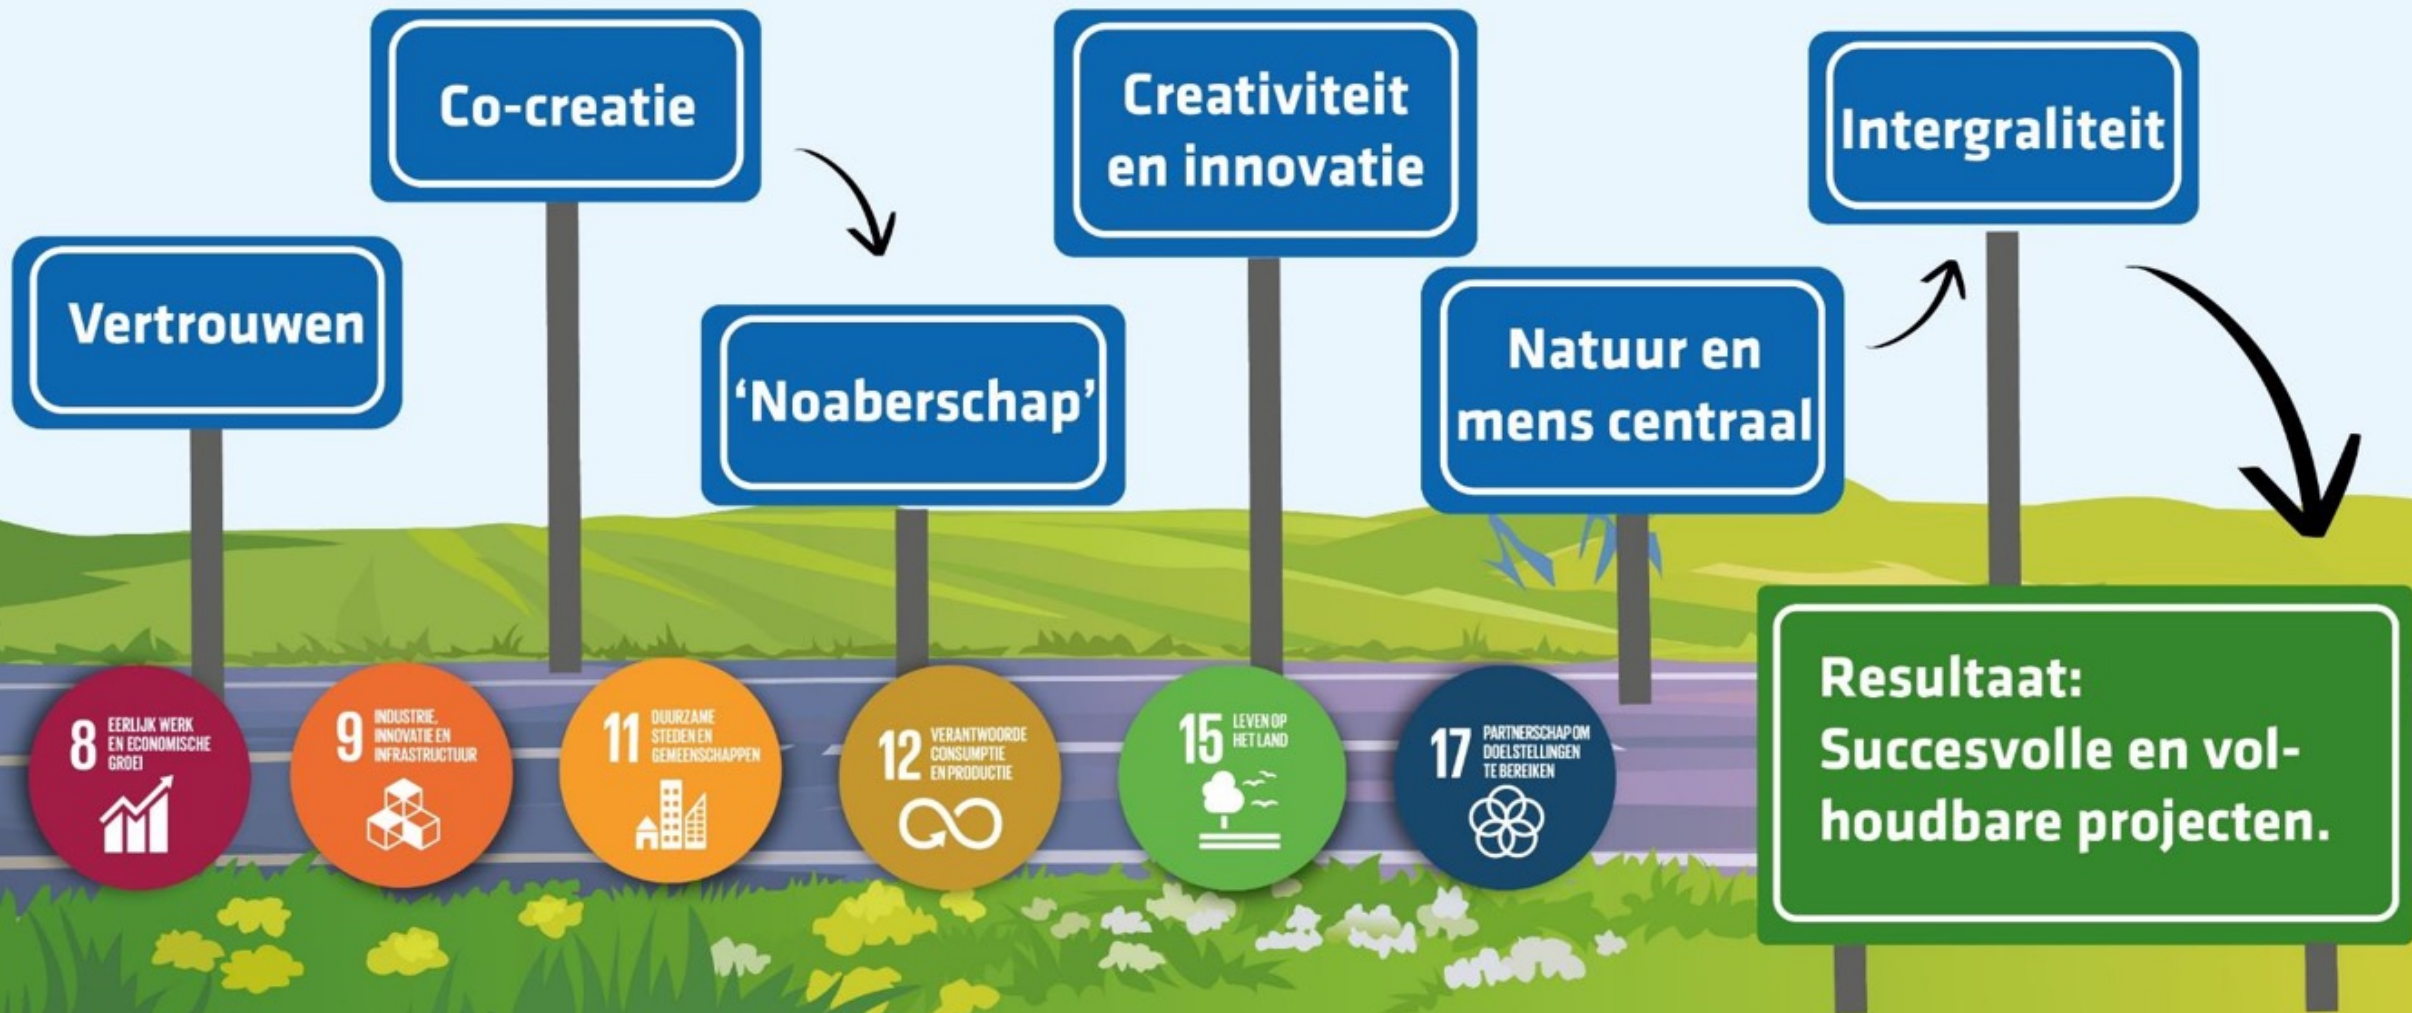 Vertrouwen
Co-creatie
‘Noaberschap’
Creativiteit
en innovatie
Natuur en
mens centraal
Intergraliteit
Resultaat:
Succesvolle en vol-
houdbare projecten.
8 EERLIJK WERK
EN ECONOMISCHE
GROEI
9 INDUSTRIE,
INNOVATIE EN
INFRASTRUCTUUR
11 DUURZAME
STEDEN EN
GEMEENSCHAPPEN
12 VERANTWOORDE
CONSUMPTIE
EN PRODUCTIE
15 LEVEN OP
HET LAND
17 PARTNERSCHAP OM
DOELSTELLINGEN
TE BEREIKEN